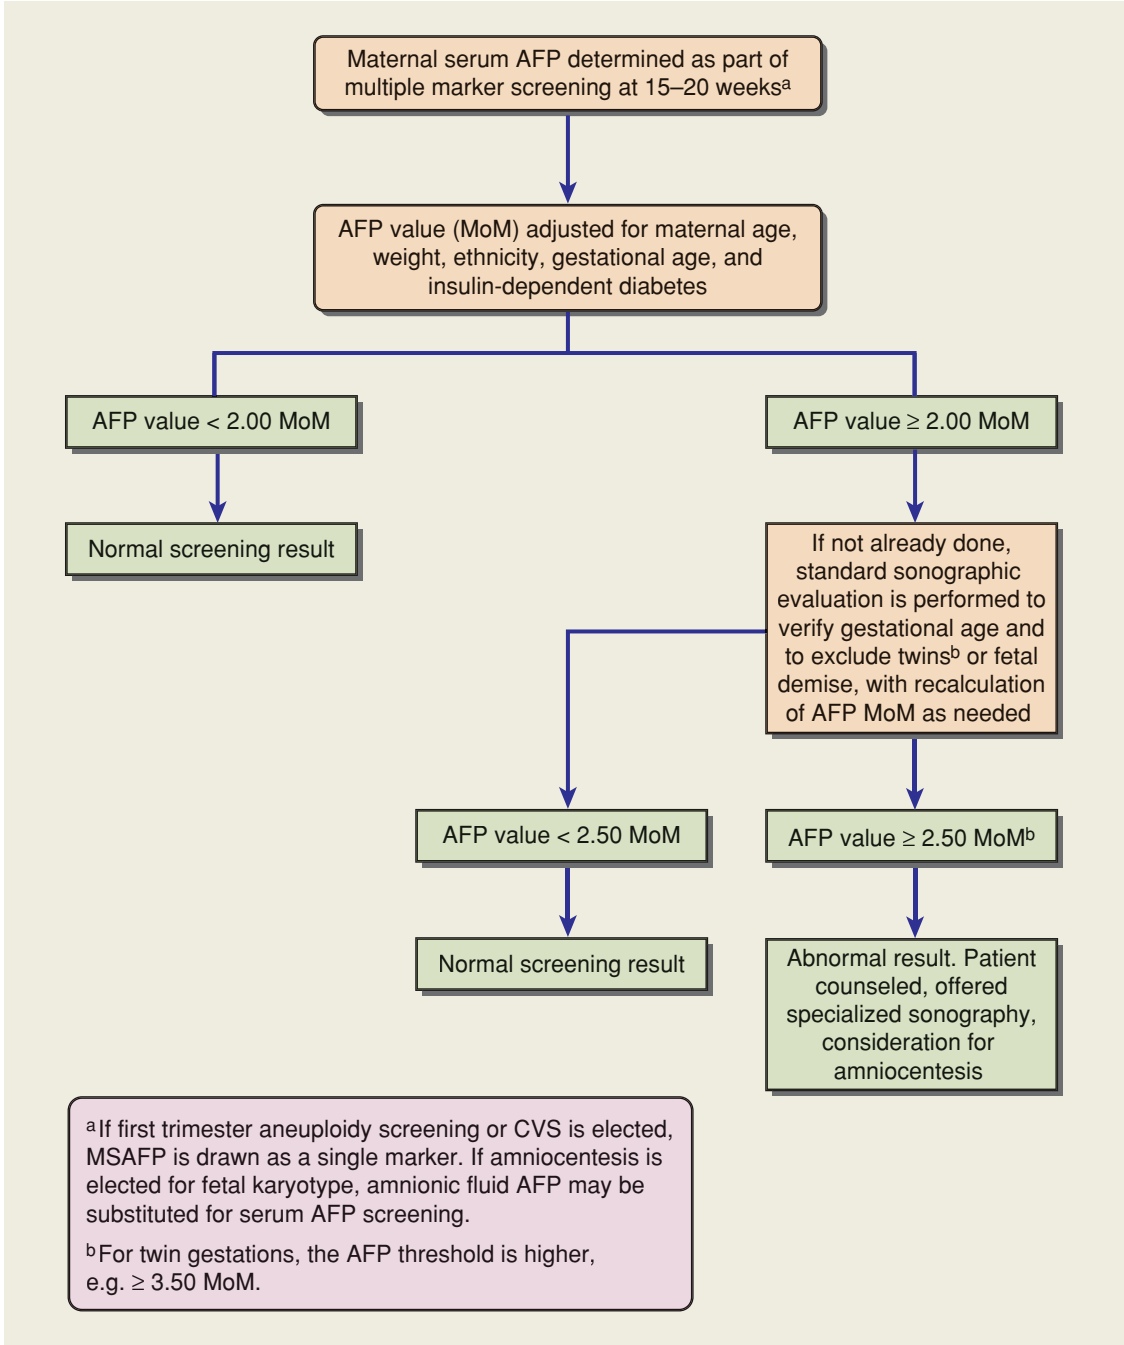 Maternal serum AFP determined as part of
multiple marker screening at 15–20 weeksa
AFP value (MoM) adjusted for maternal age,
weight, ethnicity, gestational age, and
insulin-dependent diabetes
AFP value < 2.00 MoM
AFP value ≥ 2.00 MoM
Normal screening result
If not already done,
standard sonographic
evaluation is performed to
verify gestational age and
to exclude twinsb or fetal
demise, with recalculation
of AFP MoM as needed
AFP value < 2.50 MoM
AFP value ≥ 2.50 MoMb
Normal screening result
Abnormal result. Patient
counseled, offered
specialized sonography,
consideration for
amniocentesis
a If first trimester aneuploidy screening or CVS is elected,
MSAFP is drawn as a single marker. If amniocentesis is
elected for fetal karyotype, amnionic fluid AFP may be
substituted for serum AFP screening.
b For twin gestations, the AFP threshold is higher,
e.g. ≥ 3.50 MoM.